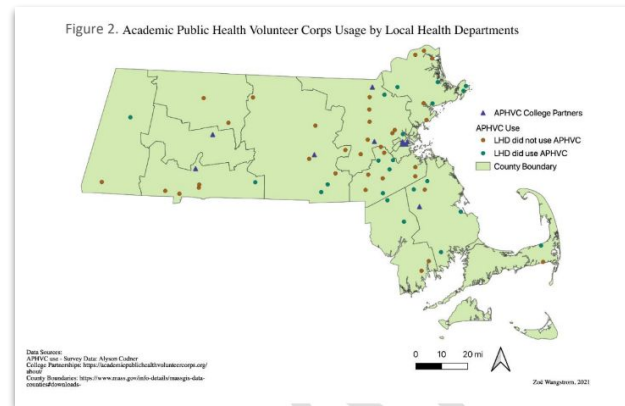 Figure 2. Academic Public Health Volunteer Corps Usage by Local Health Departments
APHVC College Partners
APHVC Use
LHD did not use APHVC
LHD did use APHVC
County Boundary
Data Sources:
APHVC use - Survey Data: Alyson Codner
College Partnerships: https://academicpublichealthvolunteercorps.org/
about/
County Boundaries: https://www.mass.gov/info-details/massgis-data-
counties#downloads-
0 10 20 mi
Zoë Wangstrom, 2021